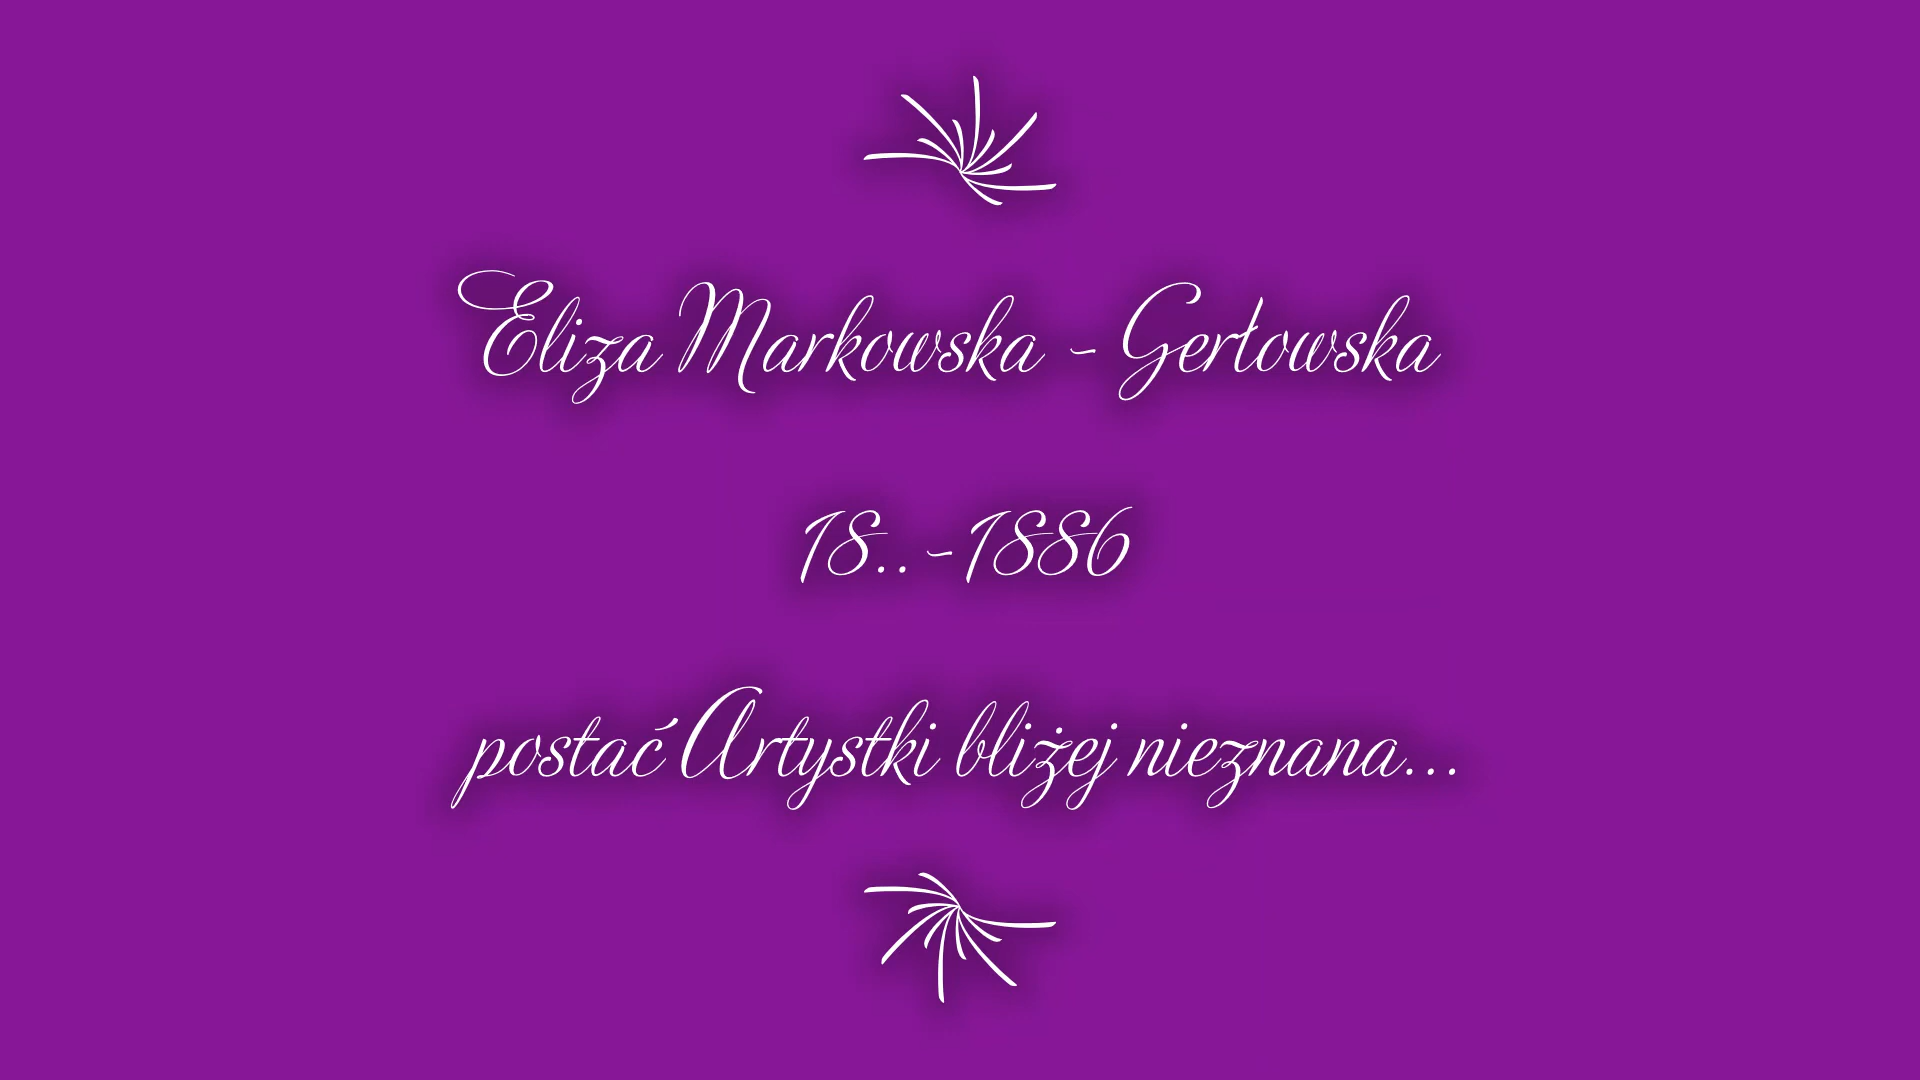 Eliza Markowska - Gerłowska
18..-1886
postać Artystki bliżej nieznana...